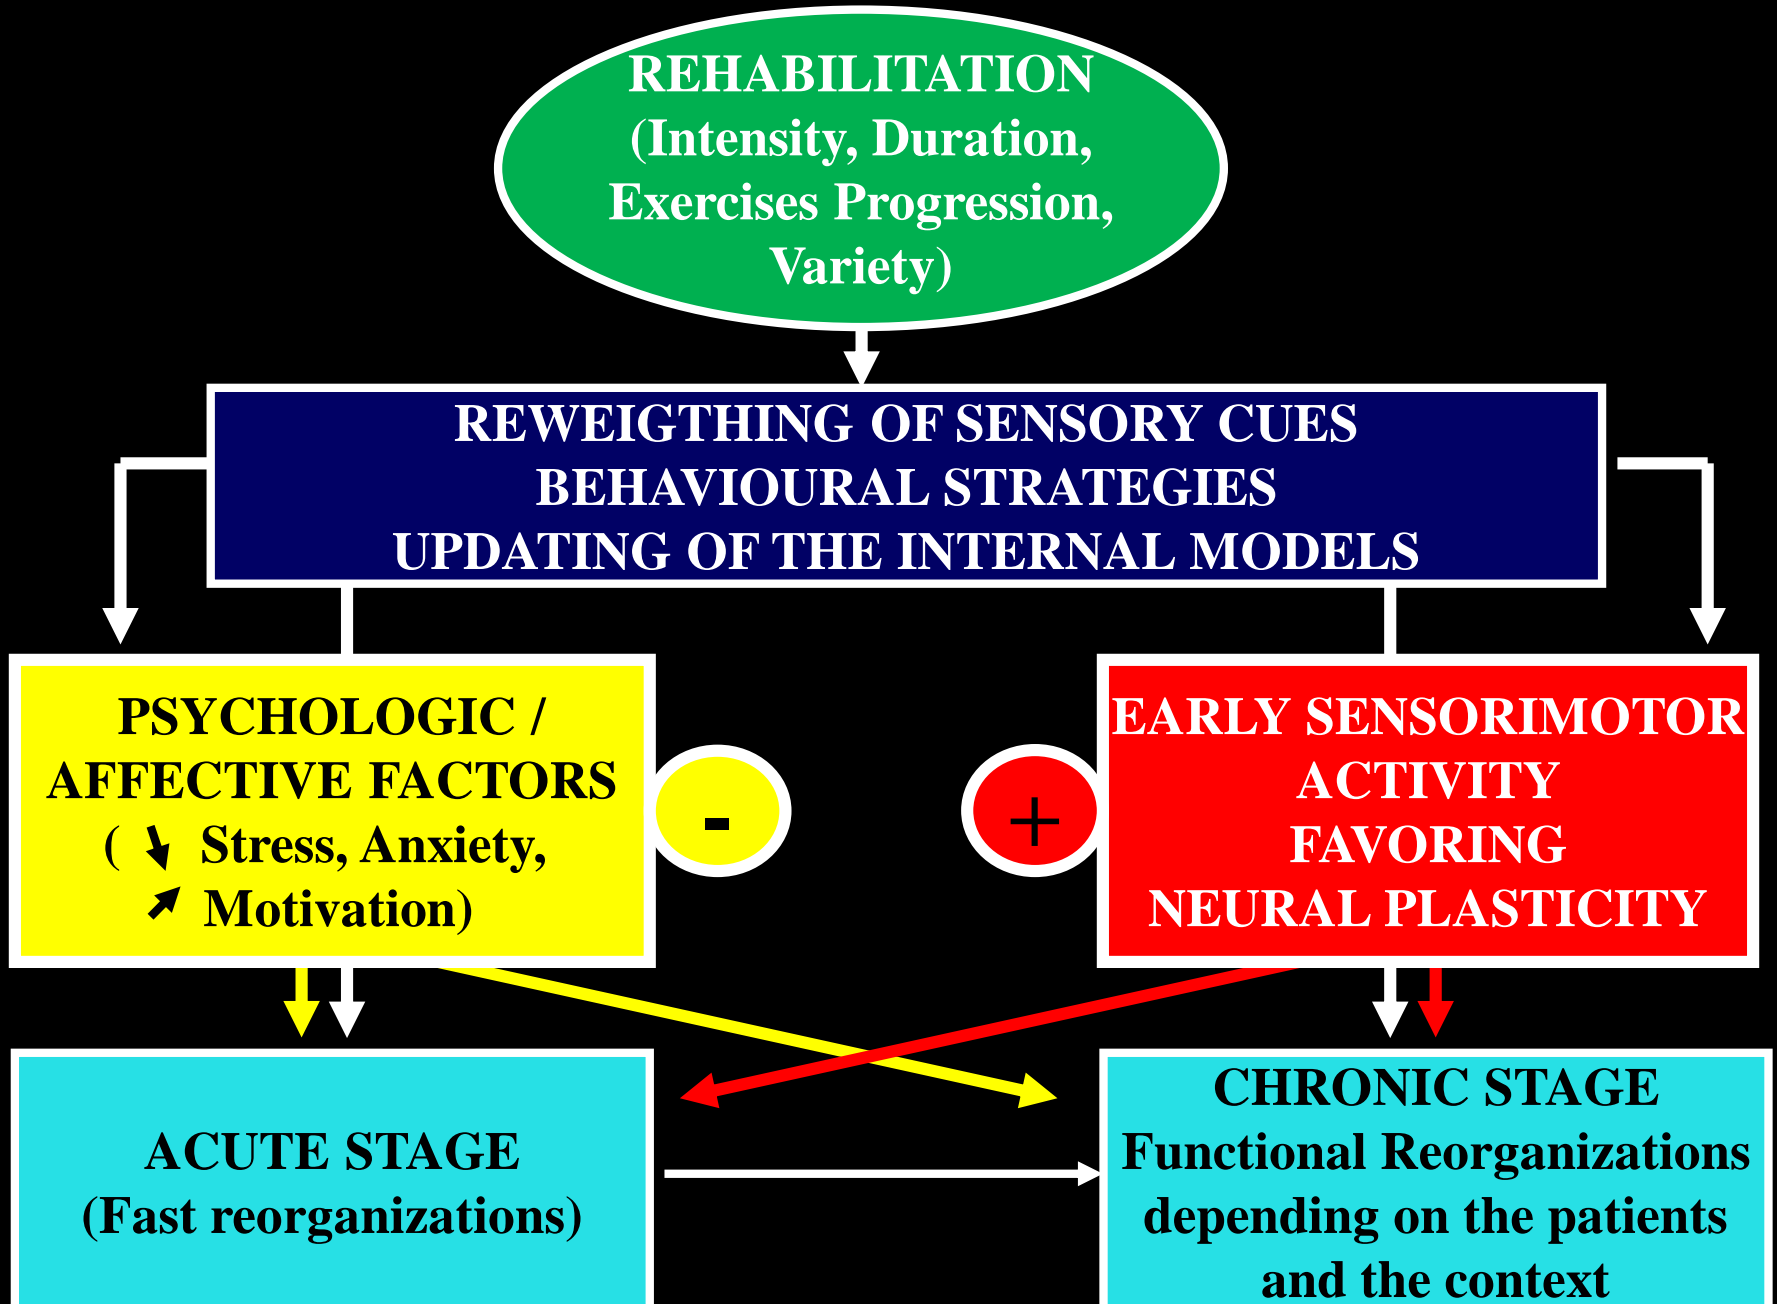 REHABILITATION
(Intensity, Duration,
Exercises Progression,
Variety)
REWEIGTHING OF SENSORY CUES
BEHAVIOURAL STRATEGIES
UPDATING OF THE INTERNAL MODELS
PSYCHOLOGIC /
AFFECTIVE FACTORS
( ↘ Stress, Anxiety,
↗ Motivation)
-
+
EARLY SENSORIMOTOR
ACTIVITY
FAVORING
NEURAL PLASTICITY
ACUTE STAGE
(Fast reorganizations)
CHRONIC STAGE
Functional Reorganizations
depending on the patients
and the context